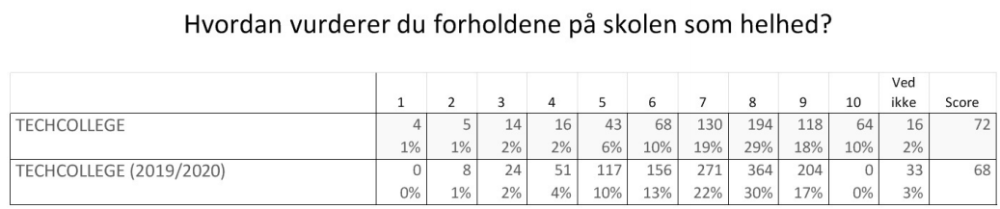 Hvordan vurderer du forholdene på skolen som helhed?
Ved
1 2 3 4 5 6 7 8 9 10 ikke Score
TECHCOLLEGE 4 5 14 16 43 68 130 194 118 64 16 72
1% 1% 2% 2% 6% 10% 19% 29% 18% 10% 2%
TECHCOLLEGE (2019/2020) 0 8 24 51 117 156 271 364 204 0 33 68
0% 1% 2% 4% 10% 13% 22% 30% 17% 0% 3%